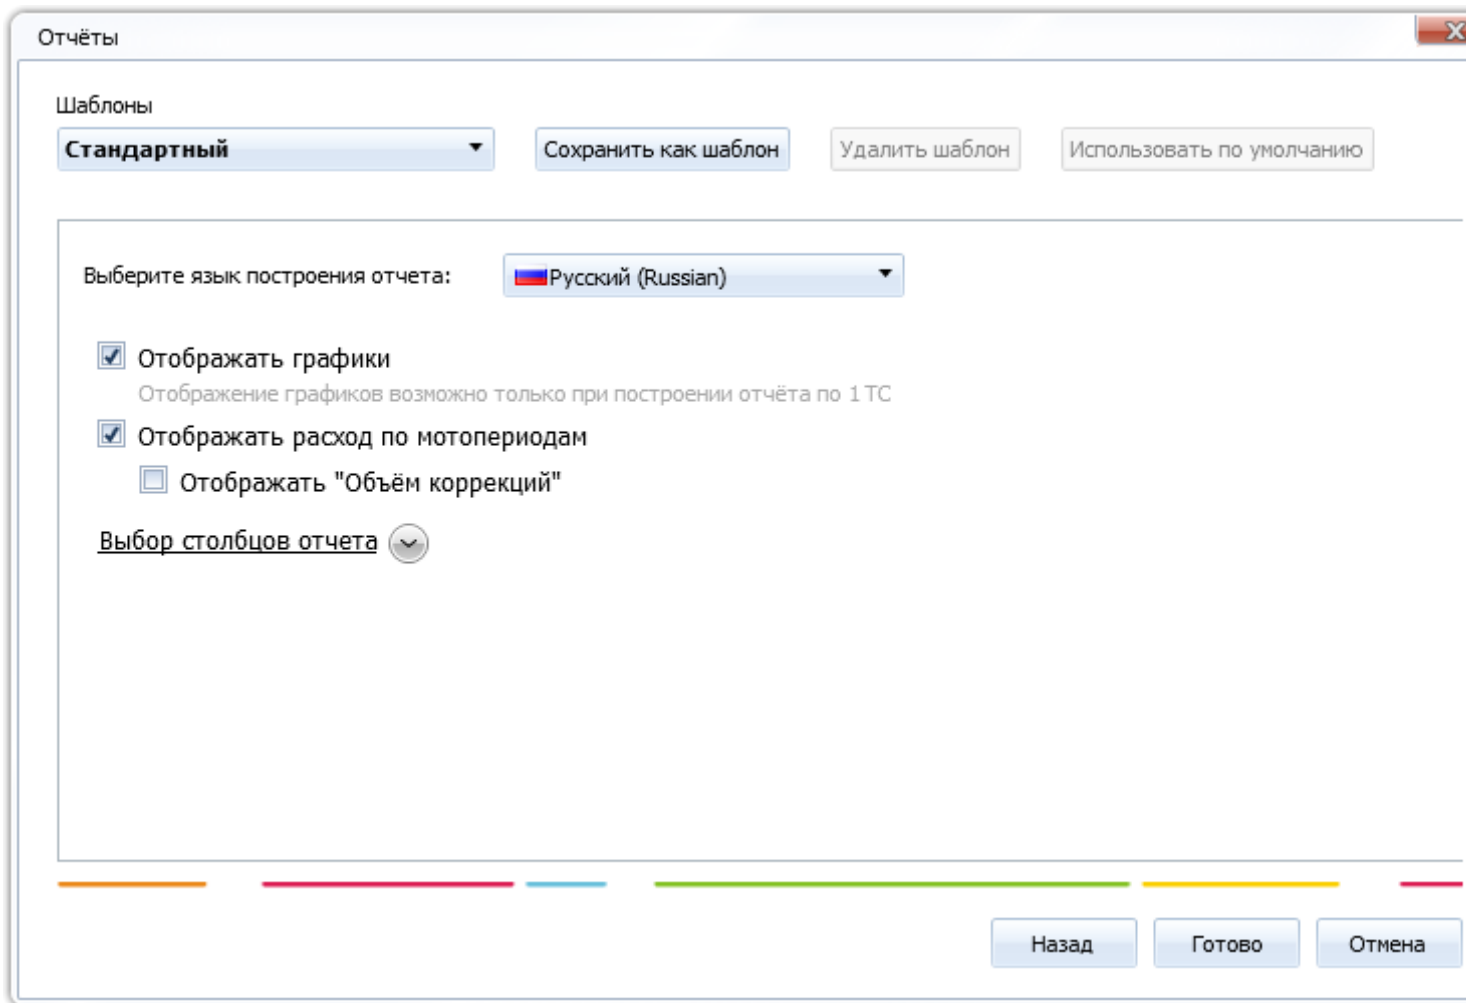 Отчёты
Шаблоны
Стандартный Сохранить как шаблон Удалить шаблон Использовать по умолчанию
Выберите язык построения отчета: Русский (Russian)
Отображать графики
Отображение графиков возможно только при построении отчёта по 1 ТС
Отображать расход по мотопериодам
Отображать "Объём коррекций"
Выбор столбцов отчета
Назад Готово Отмена